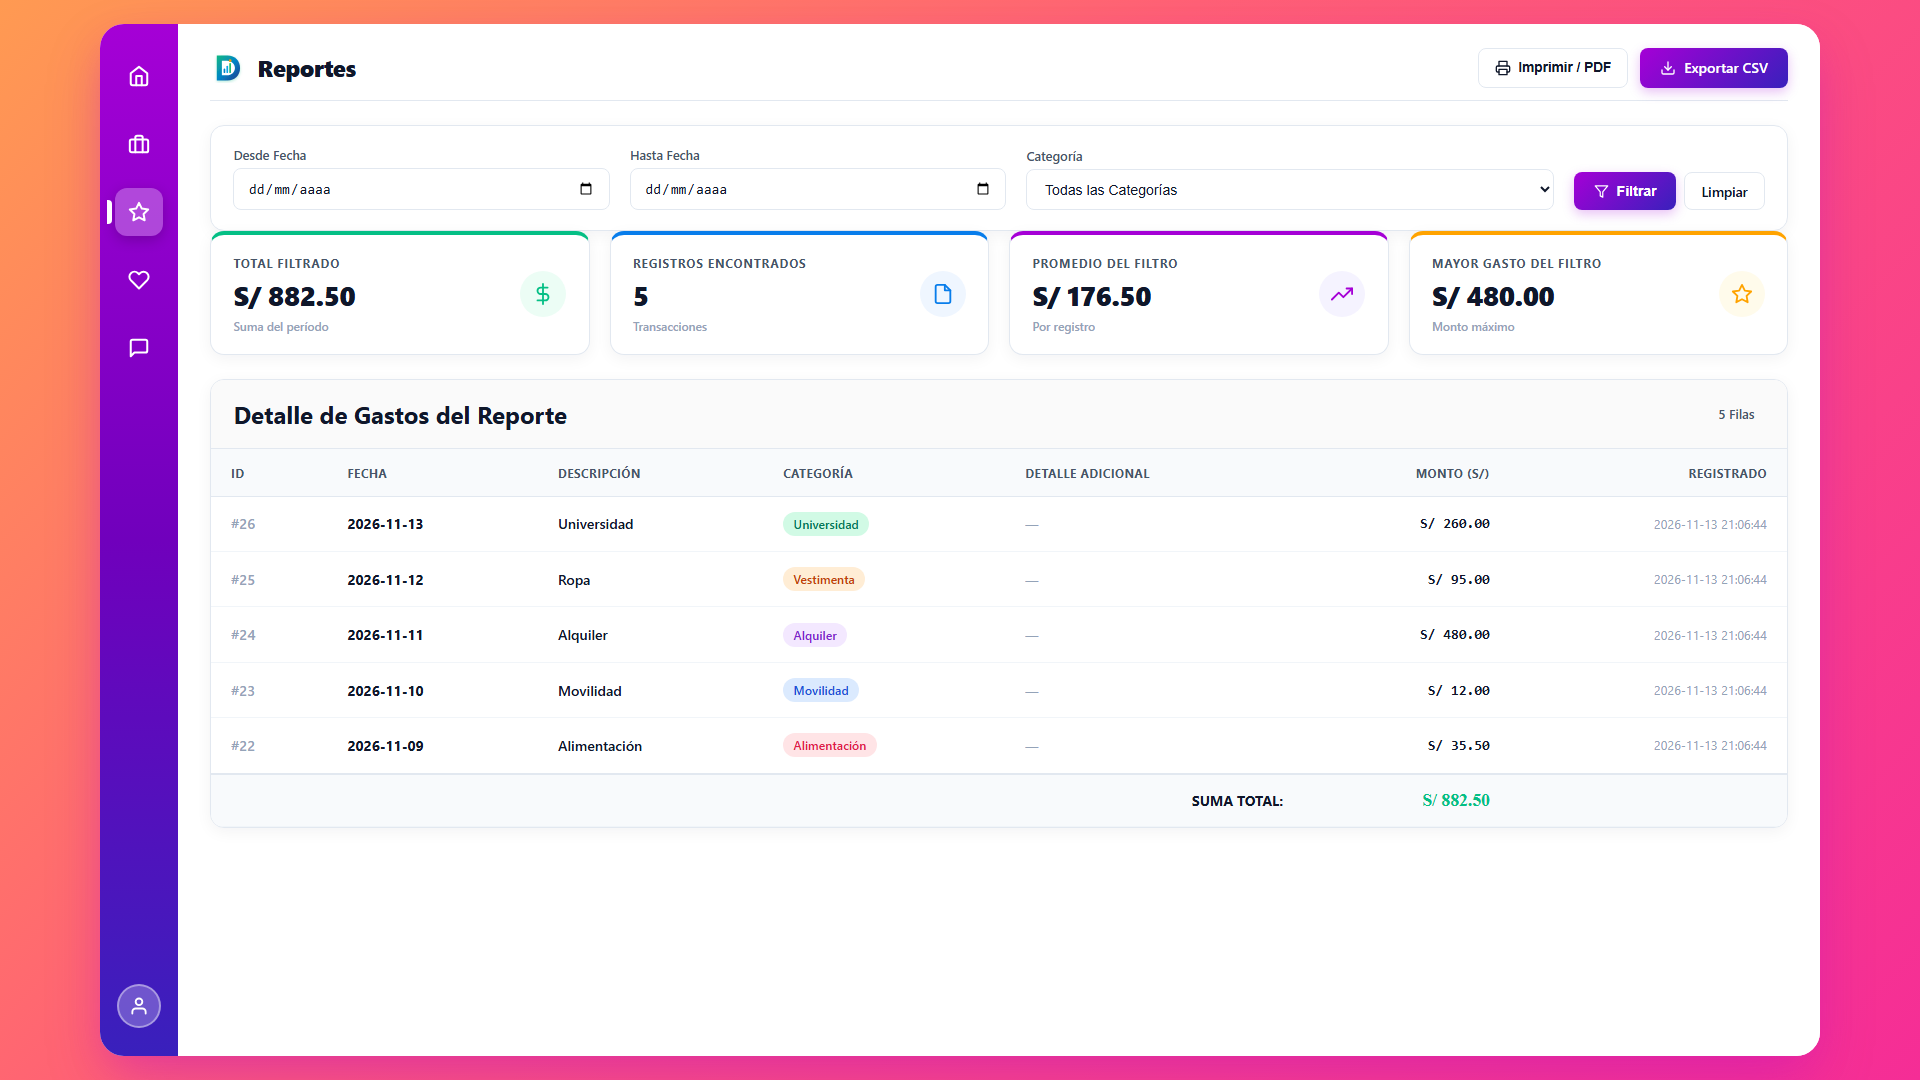 Reportes
Imprimir / PDF
Exportar CSV
Desde Fecha
Hasta Fecha
Categoría
dd/mm/aaaa
dd/mm/aaaa
Todas las Categorías
Filtrar
Limpiar
TOTAL FILTRADO
S/ 882.50
Suma del período
REGISTROS ENCONTRADOS
5
Transacciones
PROMEDIO DEL FILTRO
S/ 176.50
Por registro
MAYOR GASTO DEL FILTRO
S/ 480.00
Monto máximo
Detalle de Gastos del Reporte
5 Filas
ID FECHA DESCRIPCIÓN CATEGORÍA DETALLE ADICIONAL MONTO (S/) REGISTRADO
#26 2026-11-13 Universidad Universidad — S/ 260.00 2026-11-13 21:06:44
#25 2026-11-12 Ropa Vestimenta — S/ 95.00 2026-11-13 21:06:44
#24 2026-11-11 Alquiler Alquiler — S/ 480.00 2026-11-13 21:06:44
#23 2026-11-10 Movilidad Movilidad — S/ 12.00 2026-11-13 21:06:44
#22 2026-11-09 Alimentación Alimentación — S/ 35.50 2026-11-13 21:06:44
SUMA TOTAL: S/ 882.50